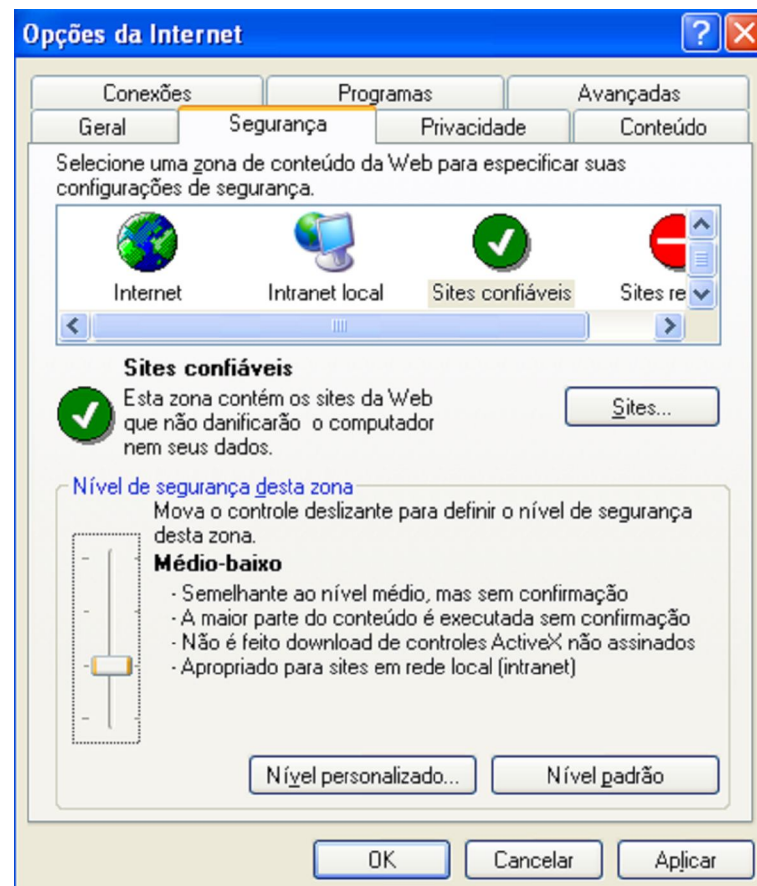 Opções da Internet
Conexões Programas Avançadas
Geral Segurança Privacidade Conteúdo
Selecione uma zona de conteúdo da Web para especificar suas
configurações de segurança.
Internet Intranet local Sites confiáveis Sites re
Sites confiáveis
Esta zona contém os sites da Web
que não danificarão o computador
nem seus dados.
Sites...
Nível de segurança desta zona
Mova o controle deslizante para definir o nível de segurança
desta zona.
Médio-baixo
- Semelhante ao nível médio, mas sem confirmação
- A maior parte do conteúdo é executada sem confirmação
- Não é feito download de controles ActiveX não assinados
- Apropriado para sites em rede local (intranet)
Nível personalizado... Nível padrão
OK Cancelar Aplicar